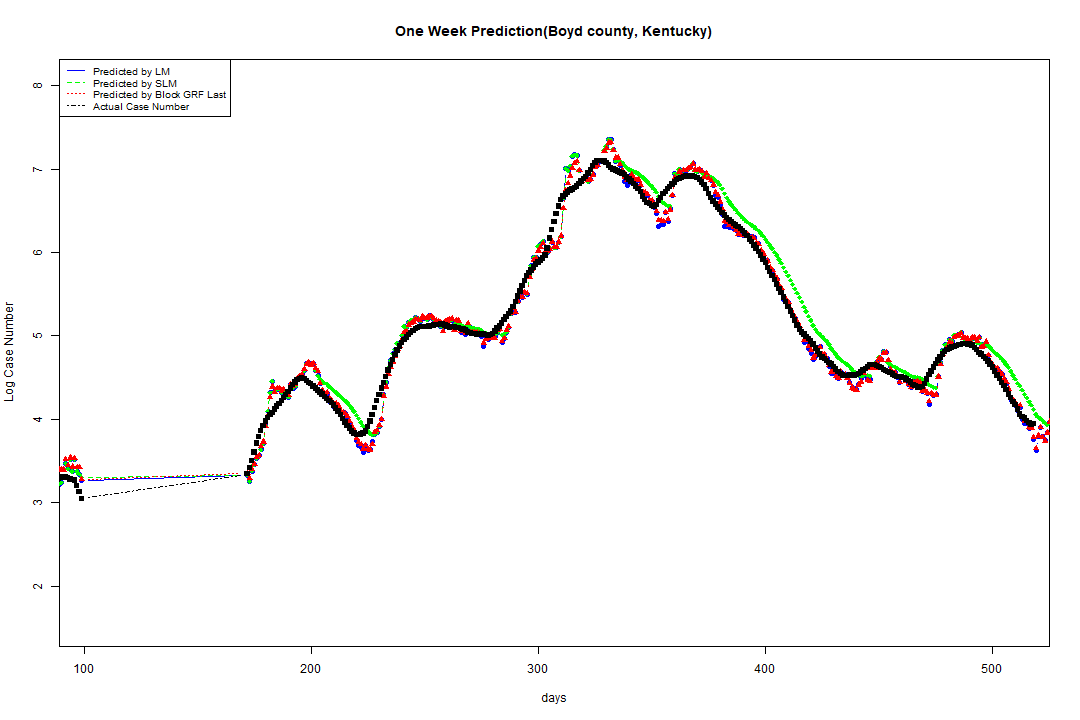 One Week Prediction(Boyd county, Kentucky)
Predicted by LM
Predicted by SLM
Predicted by Block GRF Last
Actual Case Number
8
7
6
5
4
3
2
Log Case Number
100 200 300 400 500
days